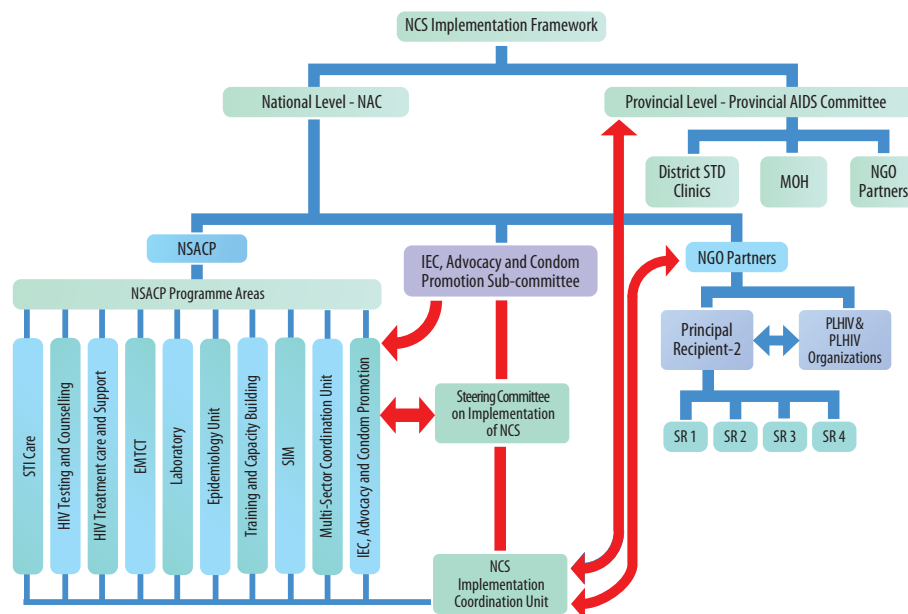 NCS Implementation Framework
National Level - NAC
Provincial Level - Provincial AIDS Committee
District STD
Clinics
MOH
NGO
Partners
NSACP
IEC, Advocacy and Condom
Promotion Sub-committee
NGO Partners
NSACP Programme Areas
Principal
Recipient-2
PLHIV &
PLHIV
Organizations
STI Care
HIV Testing and Counselling
HIV Treatment care and Support
EMTCT
Laboratory
Epidemiology Unit
Training and Capacity Building
SIM
Multi-Sector Coordination Unit
IEC, Advocacy and Condom Promotion
Steering Committee
on Implementation
of NCS
SR 1
SR 2
SR 3
SR 4
NCS
Implementation
Coordination Unit